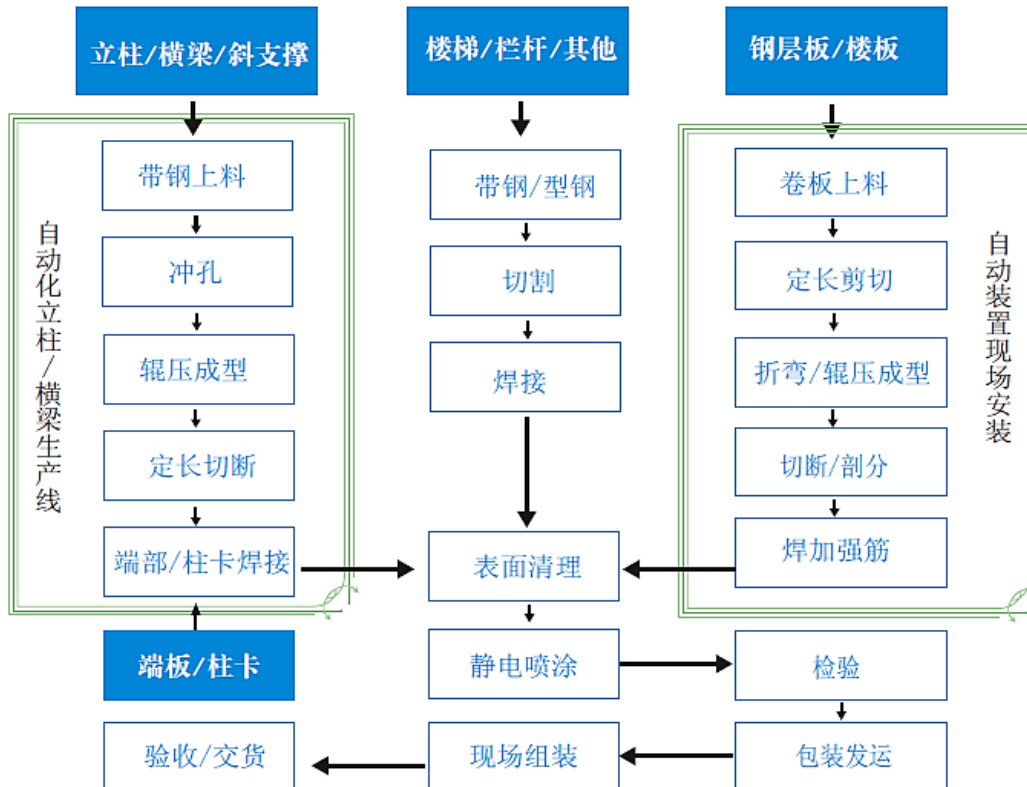 立柱/横梁/斜支撑
楼梯/栏杆/其他
钢层板/楼板
自动化立柱/横梁生产线
带钢上料
冲孔
辊压成型
定长切断
端部/柱卡焊接
端板/柱卡
带钢/型钢
切割
焊接
卷板上料
定长剪切
折弯/辊压成型
切断/剖分
焊加强筋
自动装置现场安装
表面清理
静电喷涂
检验
包装发运
现场组装
验收/交货